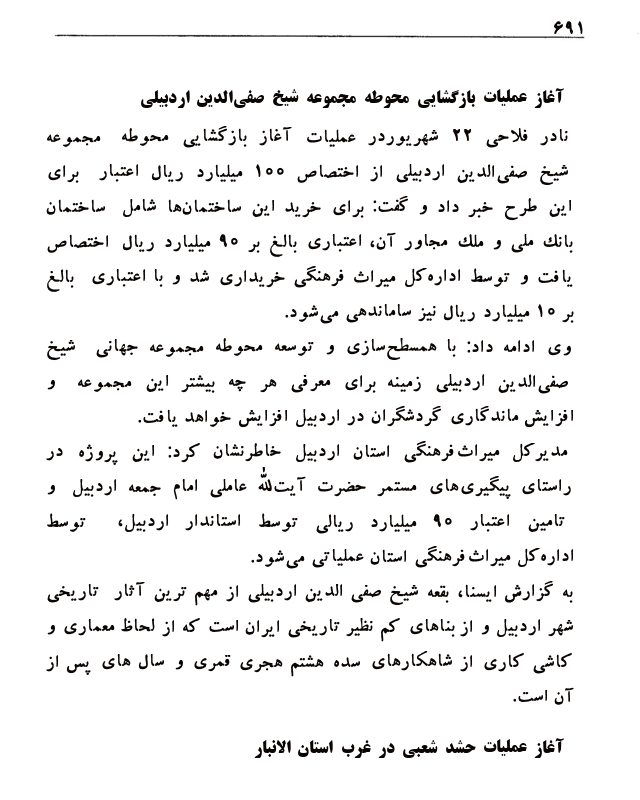 ۶۹۱
آغاز عملیات بازگشایی محوطه مجموعه شیخ صفی‌الدین اردبیلی
نادر فلاحی ۲۲ شهریوردر عملیات آغاز بازگشایی محوطه مجموعه
شیخ صفی‌الدین اردبیلی از اختصاص ۱۰۰ میلیارد ریال اعتبار برای
این طرح خبر داد و گفت: برای خرید این ساختمان‌ها شامل ساختمان
بانك ملی و ملك مجاور آن، اعتباری بالغ بر ۹۰ میلیارد ریال اختصاص
یافت و توسط اداره‌کل میراث فرهنگی خریداری شد و با اعتباری بالغ
بر ۱۰ میلیارد ریال نیز ساماندهی می‌شود.
وی ادامه داد: با همسطح‌سازی و توسعه محوطه مجموعه جهانی شیخ
صفی‌الدین اردبیلی زمینه برای معرفی هر چه بیشتر این مجموعه و
افزایش ماندگاری گردشگران در اردبیل افزایش خواهد یافت.
مدیرکل میراث‌فرهنگی استان اردبیل خاطرنشان کرد: این پروژه در
راستای پیگیری‌های مستمر حضرت آیت‌الله عاملی امام جمعه اردبیل و
تامین اعتبار ۹۰ میلیارد ریالی توسط استاندار اردبیل، توسط
اداره‌کل میراث‌فرهنگی استان عملیاتی می‌شود.
به گزارش ایسنا، بقعه شیخ صفی الدین اردبیلی از مهم ترین آثار تاریخی
شهر اردبیل و از بناهای کم نظیر تاریخی ایران است که از لحاظ معماری و
کاشی کاری از شاهکارهای سده هشتم هجری قمری و سال های پس از
آن است.
آغاز عملیات حشد شعبی در غرب استان الانبار